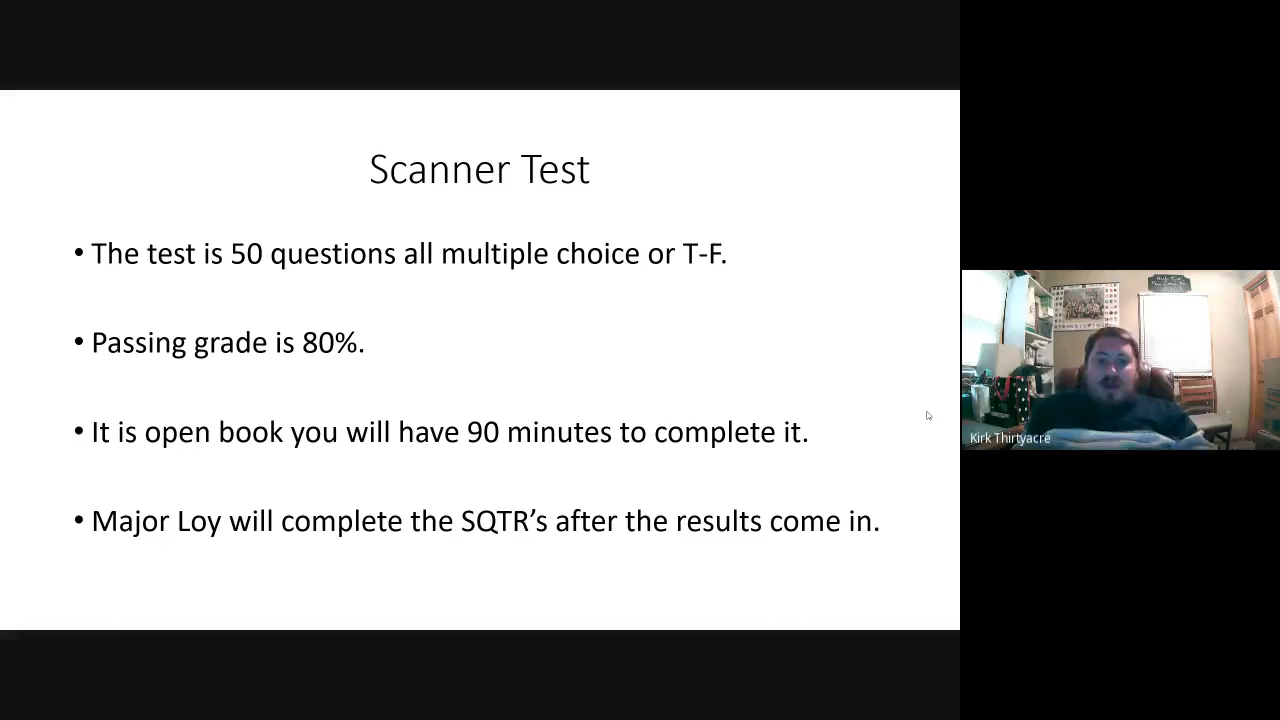 Scanner Test
• The test is 50 questions all multiple choice or T-F.
• Passing grade is 80%.
• It is open book you will have 90 minutes to complete it.
• Major Loy will complete the SQTR’s after the results come in.
Kirk Thirtyacre